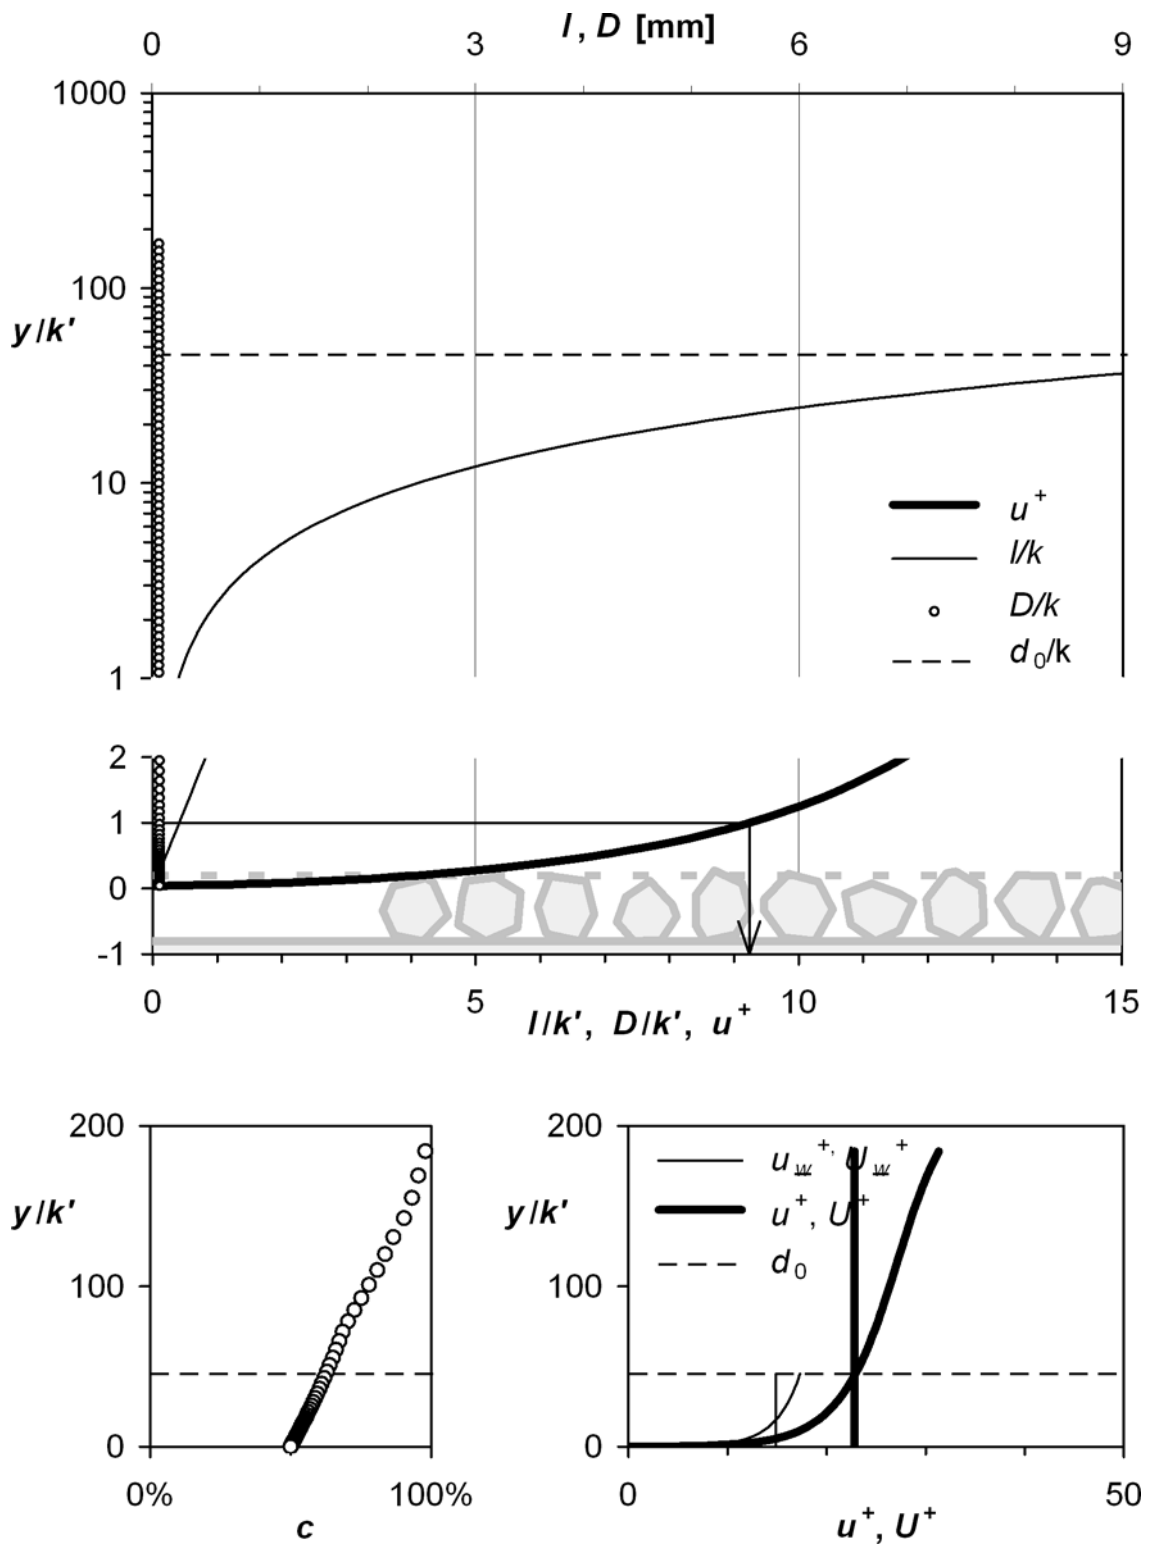 l, D [mm]
0 3 6 9
1000
100
y/k'
10
u⁺
l/k
D/k
d₀/k
1
2
1
0
-1
0 5 10 15
l/k', D/k', u⁺
200 200
u_w⁺, U_w⁺
y/k' y/k' u⁺, U⁺
d₀
100 100
0 0
0% 100% 0 50
c u⁺, U⁺